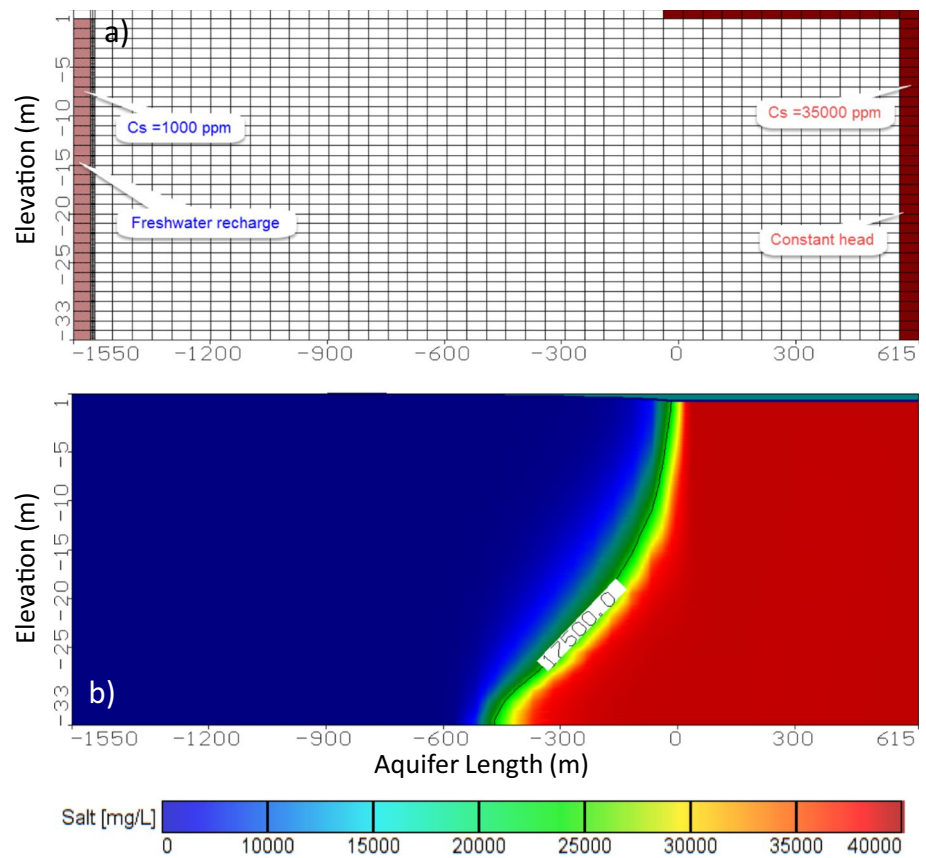 a)
1
-5
-10
-15
-20
-25
-33
Elevation (m)
Cs =1000 ppm
Freshwater recharge
Cs =35000 ppm
Constant head
-1550 -1200 -900 -600 -300 0 300 615
b)
1
-5
-10
-15
-20
-25
-33
Elevation (m)
17500.0
-1550 -1200 -900 -600 -300 0 300 615
Aquifer Length (m)
Salt [mg/L]
0 10000 15000 20000 25000 30000 35000 40000